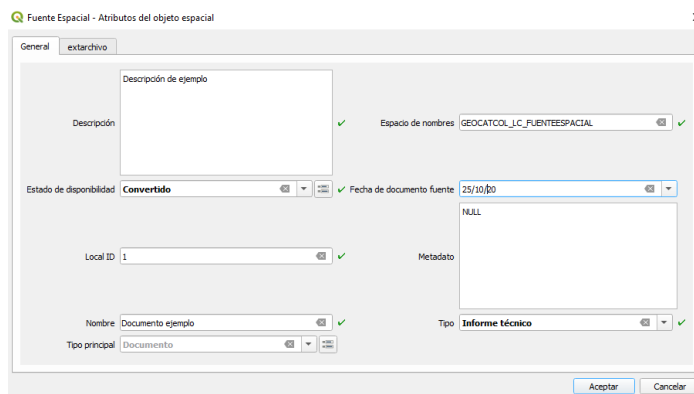 Fuente Espacial - Atributos del objeto espacial
General extarchivo
Descripción de ejemplo
Descripción
Espacio de nombres GEOCATCOL_LC_FUENTEESPACIAL
Estado de disponibilidad Convertido
Fecha de documento fuente 25/10/20
NULL
Local ID 1
Metadato
Nombre Documento ejemplo
Tipo Informe técnico
Tipo principal Documento
Aceptar Cancelar